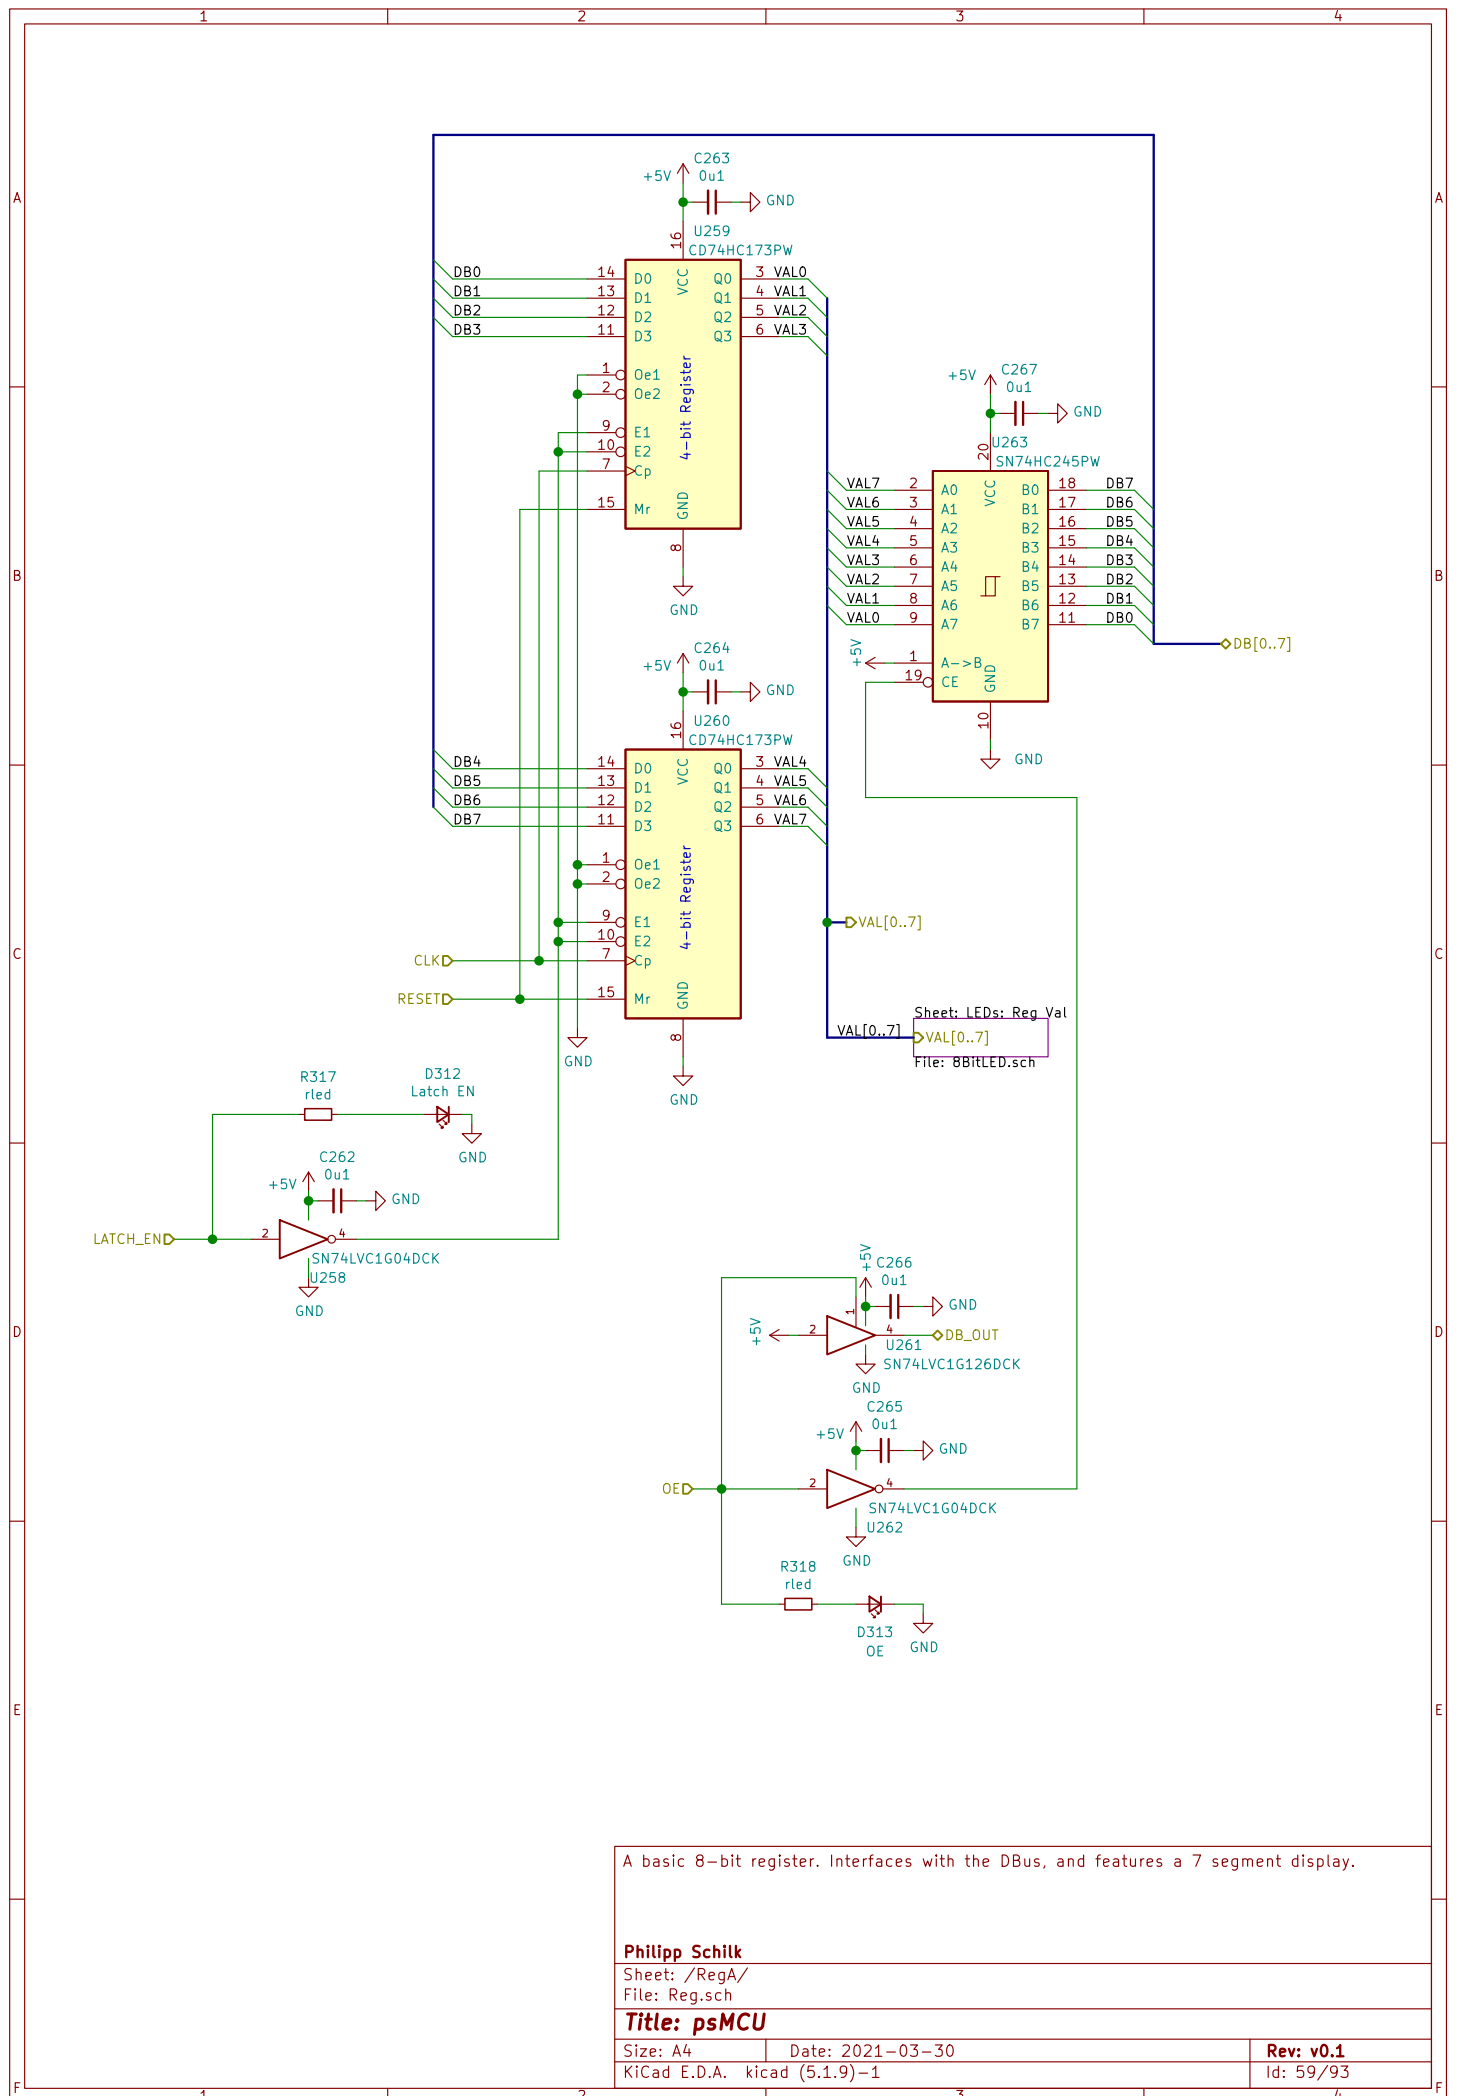 1 2 3 4
A
B
C
D
E
F
A
B
C
D
E
F
C263
+5V 0u1
GND
U259
CD74HC173PW
16
VCC
DB0 14 D0 Q0 3 VAL0
DB1 13 D1 Q1 4 VAL1
DB2 12 D2 Q2 5 VAL2
DB3 11 D3 Q3 6 VAL3
1 Oe1
2 Oe2
9 E1
10 E2
7 Cp
15 Mr
4-bit Register
GND
8
GND
C267
+5V 0u1
GND
U263
SN74HC245PW
20
VCC
VAL7 2 A0 B0 18 DB7
VAL6 3 A1 B1 17 DB6
VAL5 4 A2 B2 16 DB5
VAL4 5 A3 B3 15 DB4
VAL3 6 A4 B4 14 DB3
VAL2 7 A5 B5 13 DB2
VAL1 8 A6 B6 12 DB1
VAL0 9 A7 B7 11 DB0
+5V 1 A->B
19 CE
GND
10
GND
DB[0..7]
C264
+5V 0u1
GND
U260
CD74HC173PW
16
VCC
DB4 14 D0 Q0 3 VAL4
DB5 13 D1 Q1 4 VAL5
DB6 12 D2 Q2 5 VAL6
DB7 11 D3 Q3 6 VAL7
1 Oe1
2 Oe2
9 E1
10 E2
CLK 7 Cp
RESET 15 Mr
4-bit Register
GND
8
GND
GND
VAL[0..7]
Sheet: LEDs: Reg Val
VAL[0..7] VAL[0..7]
File: 8BitLED.sch
R317
rled
D312
Latch EN
GND
C262
+5V 0u1
GND
LATCH_EN 2 4
SN74LVC1G04DCK
U258
GND
+5V
C266
0u1
GND
1
+5V 2 4 DB_OUT
U261
SN74LVC1G126DCK
GND
C265
+5V 0u1
GND
OE 2 4
SN74LVC1G04DCK
U262
GND
R318
rled
D313
OE
GND
A basic 8-bit register. Interfaces with the DBus, and features a 7 segment display.
Philipp Schilk
Sheet: /RegA/
File: Reg.sch
Title: psMCU
Size: A4 Date: 2021-03-30 Rev: v0.1
KiCad E.D.A. kicad (5.1.9)-1 Id: 59/93
1 2 3 4